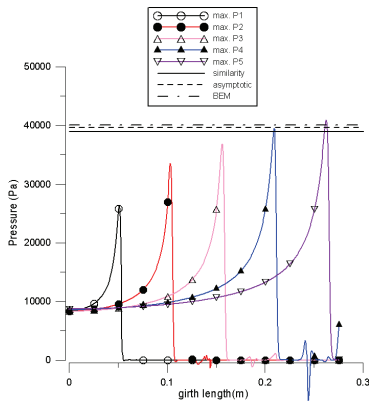 max. P1
max. P2
max. P3
max. P4
max. P5
similarity
asymptotic
BEM
50000
40000
30000
20000
10000
0
Pressure (Pa)
0 0.1 0.2 0.3
girth length(m)